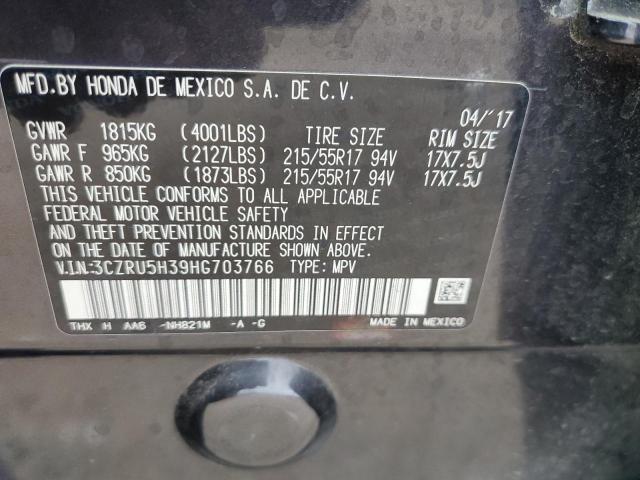 MFD.BY HONDA DE MEXICO S.A. DE C.V.
04/'17
GVWR 1815KG (4001LBS) TIRE SIZE RIM SIZE
GAWR F 965KG (2127LBS) 215/55R17 94V 17X7.5J
GAWR R 850KG (1873LBS) 215/55R17 94V 17X7.5J
THIS VEHICLE CONFORMS TO ALL APPLICABLE
FEDERAL MOTOR VEHICLE SAFETY
AND THEFT PREVENTION STANDARDS IN EFFECT
ON THE DATE OF MANUFACTURE SHOWN ABOVE.
V.I.N.:3CZRU5H39HG703766 TYPE: MPV
THX H AA6 -NH821M -A -G MADE IN MEXICO